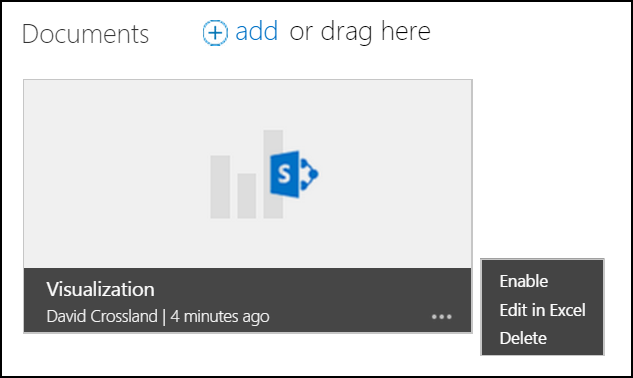 Documents
add or drag here
S
Visualization
David Crossland | 4 minutes ago
Enable
Edit in Excel
Delete